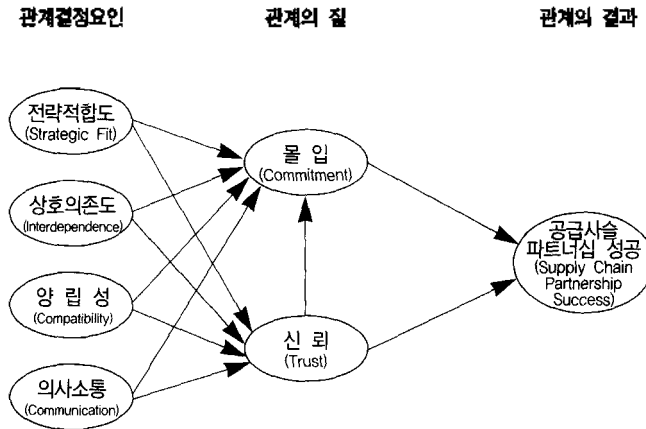 관계결정요인
관계의 질
관계의 결과
전략적합도
(Strategic Fit)
상호의존도
(Interdependence)
양 립 성
(Compatibility)
의사소통
(Communication)
몰 입
(Commitment)
신 뢰
(Trust)
공급사슬
파트너십 성공
(Supply Chain
Partnership
Success)